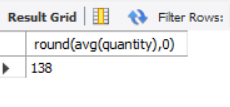 Result Grid Filter Rows:
round(avg(quantity),0)
138